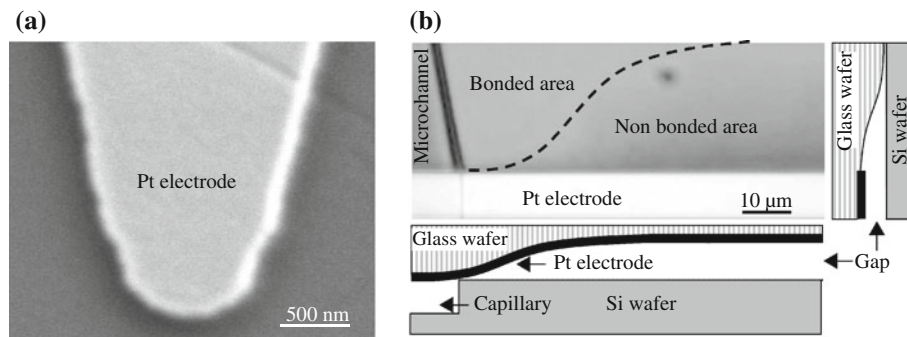 (a)
Pt electrode
500 nm
(b)
Microchannel
Bonded area
Non bonded area
Pt electrode
10 µm
Glass wafer
Si wafer
Glass wafer
Pt electrode
Gap
Capillary
Si wafer